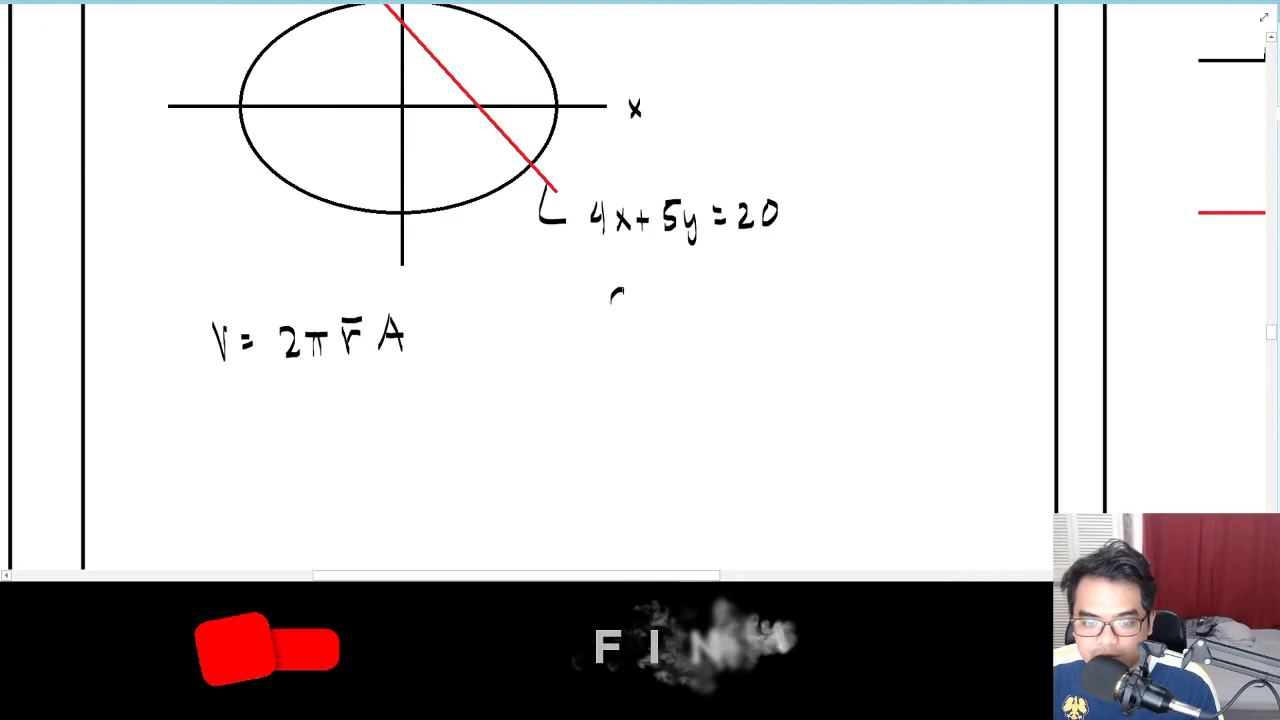 x
4x+5y=20
V= 2π r̅ A
F I